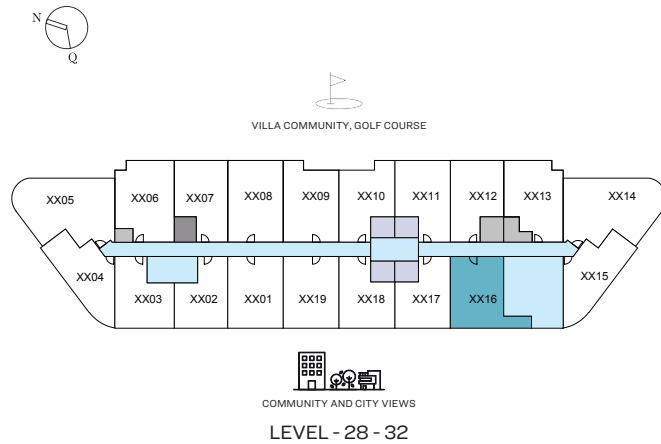 N
Q
VILLA COMMUNITY, GOLF COURSE
XX05
XX06
XX07
XX08
XX09
XX10
XX11
XX12
XX13
XX14
XX04
XX03
XX02
XX01
XX19
XX18
XX17
XX16
XX15
COMMUNITY AND CITY VIEWS
LEVEL - 28 - 32